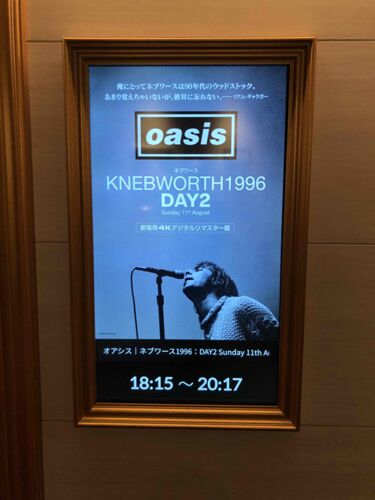 俺にとってネブワースは90年代のウッドストック。
あまり覚えちゃいないが、絶対に忘れない。── リアム・ギャラガー
oasis
ネブワース
KNEBWORTH1996
DAY2
Sunday 11th August
劇場用4Kデジタルリマスター版
オアシス｜ネブワース1996：DAY2 Sunday 11th A
18:15 ～ 20:17